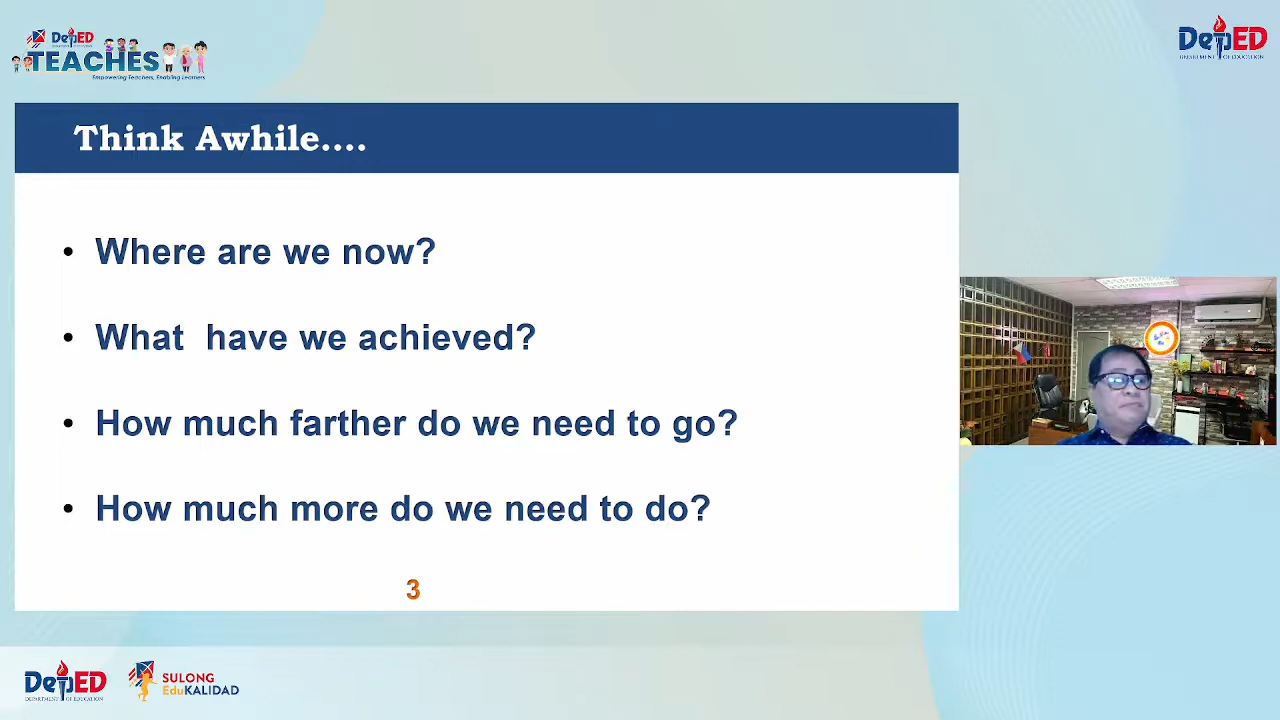 DepED
TEACHES
Empowering Teachers, Enabling Learners
DepED
DEPARTMENT OF EDUCATION
Think Awhile....
• Where are we now?
• What  have we achieved?
• How much farther do we need to go?
• How much more do we need to do?
3
DepED
DEPARTMENT OF EDUCATION
SULONG
EduKALIDAD